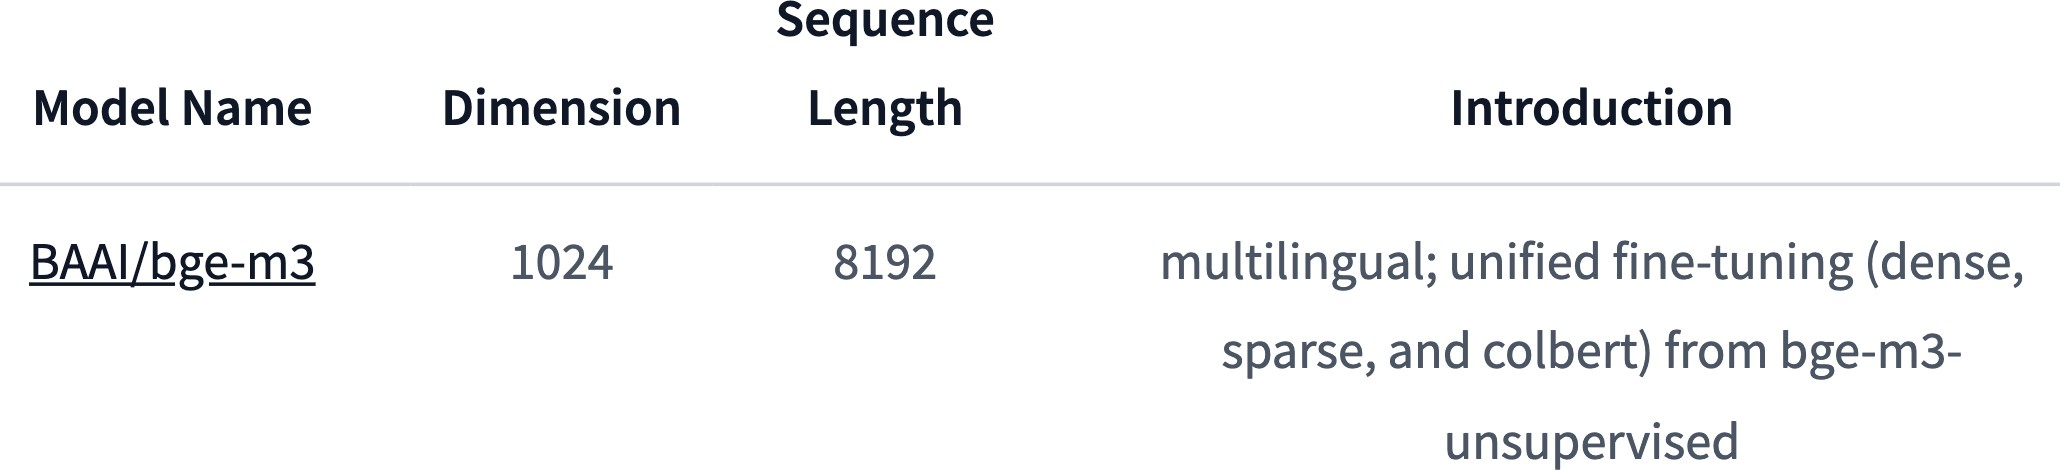 Sequence
Model Name Dimension Length Introduction
BAAI/bge-m3 1024 8192 multilingual; unified fine-tuning (dense,
sparse, and colbert) from bge-m3-
unsupervised